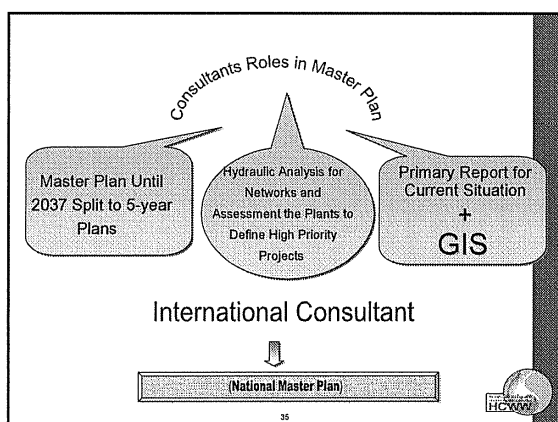 Consultants Roles in Master Plan
Master Plan Until
2037 Split to 5-year
Plans
Hydraulic Analysis for
Networks and
Assessment the Plants to
Define High Priority
Projects
Primary Report for
Current Situation
+
GIS
International Consultant
(National Master Plan)
35
HCWW